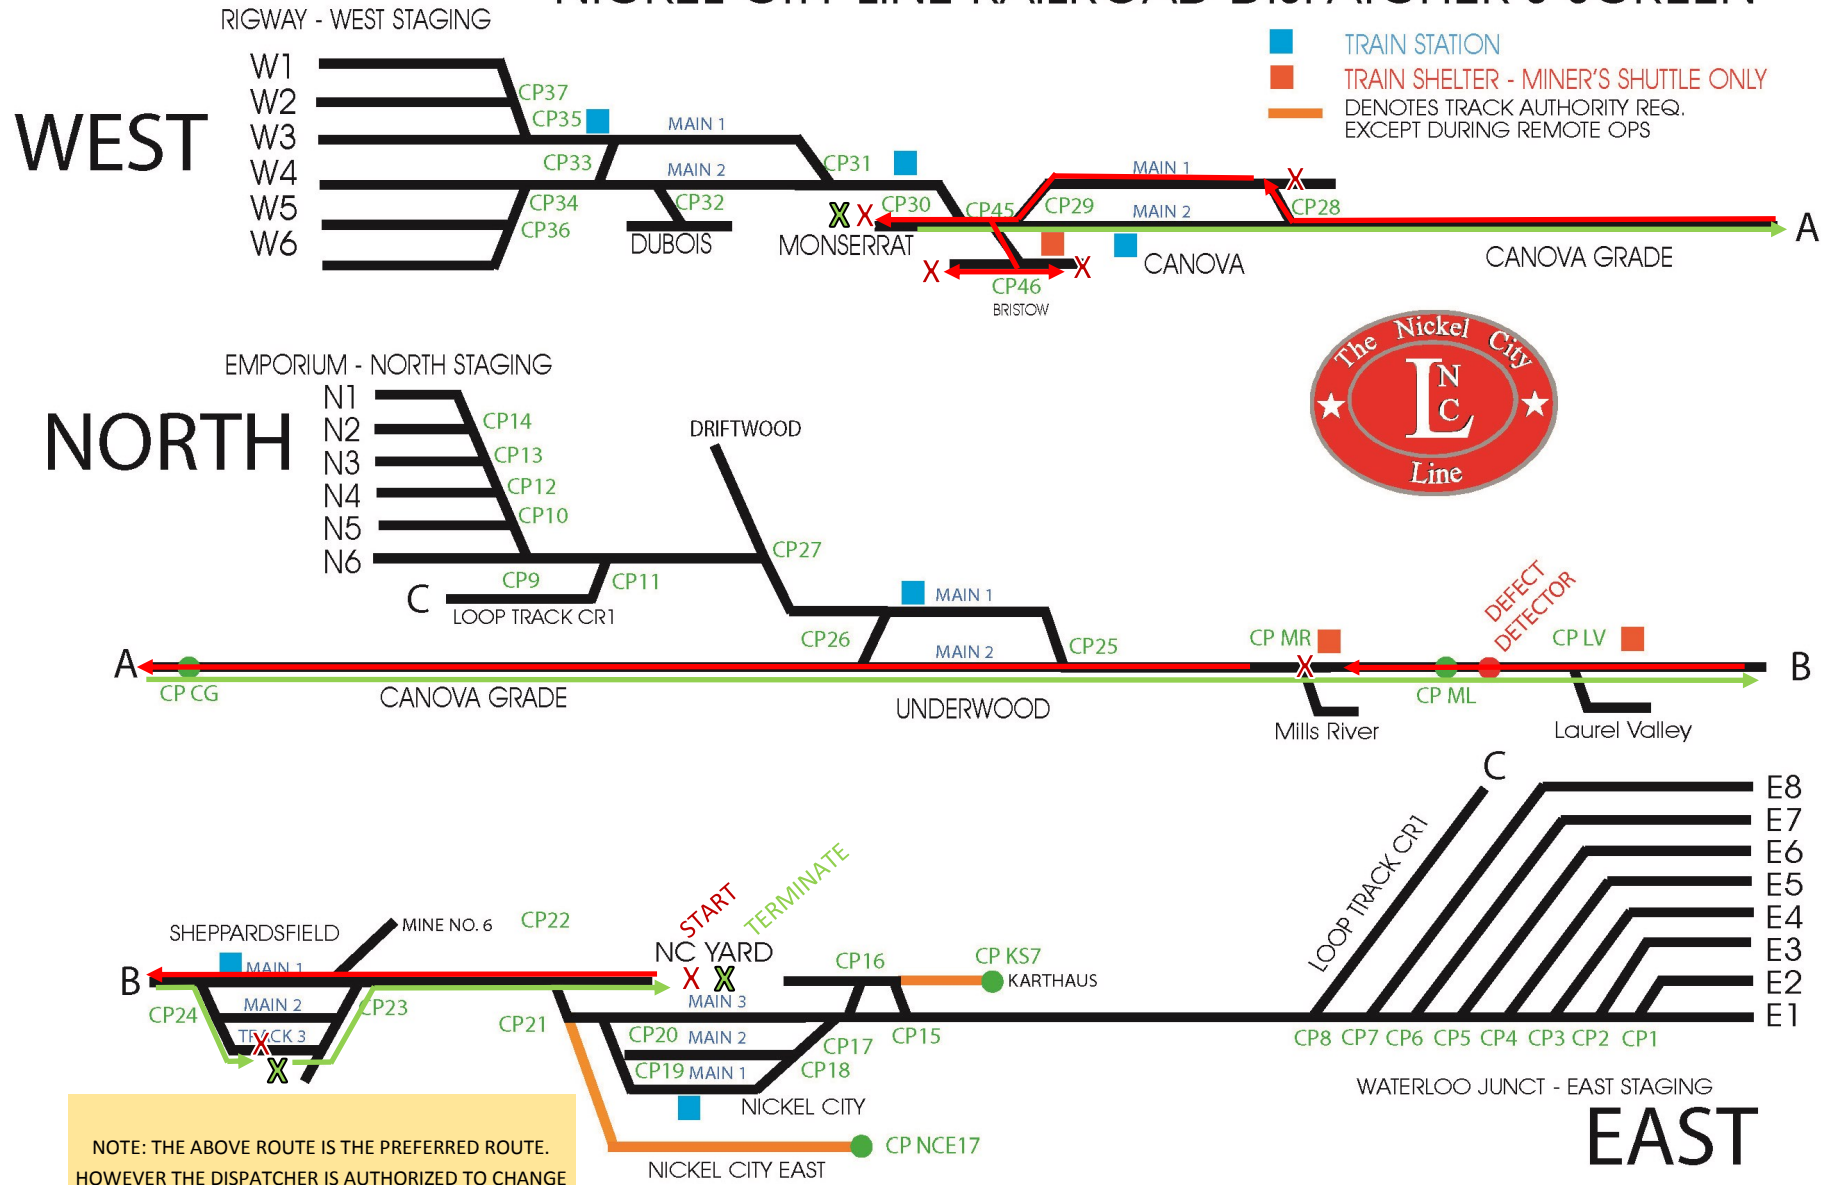 NICKEL CITY LINE RAILROAD DISPATCHER'S SCREEN
RIGWAY - WEST STAGING
TRAIN STATION
TRAIN SHELTER - MINER'S SHUTTLE ONLY
DENOTES TRACK AUTHORITY REQ.
EXCEPT DURING REMOTE OPS
WEST
W1
W2
W3
W4
W5
W6
CP37
CP35
CP33
CP34
CP36
MAIN 1
MAIN 2
CP32
DUBOIS
CP31
CP30
X X
MONSERRAT
CP45
CP29
MAIN 1
MAIN 2
X
CP28
A
CANOVA
CANOVA GRADE
X
X
CP46
BRISTOW
EMPORIUM - NORTH STAGING
NORTH
N1
N2
N3
N4
N5
N6
CP14
CP13
CP12
CP10
CP9
CP11
C
LOOP TRACK CR1
DRIFTWOOD
CP27
The Nickel City
L
N
C
Line
CP26
MAIN 1
MAIN 2
CP25
CP MR
DEFECT
DETECTOR
CP LV
A
CP CG
CANOVA GRADE
UNDERWOOD
X
Mills River
CP ML
Laurel Valley
B
SHEPPARDSFIELD
MINE NO. 6
CP22
B
MAIN 1
MAIN 2
TRACK 3
CP24
CP23
X
X
START
TERMINATE
NC YARD
X X
MAIN 3
CP21
CP20
MAIN 2
CP19
MAIN 1
CP16
CP KS7
KARTHAUS
CP17
CP15
CP18
NICKEL CITY
CP NCE17
NICKEL CITY EAST
C
LOOP TRACK CR1
E8
E7
E6
E5
E4
E3
E2
E1
CP8 CP7 CP6 CP5 CP4 CP3 CP2 CP1
WATERLOO JUNCT - EAST STAGING
EAST
NOTE: THE ABOVE ROUTE IS THE PREFERRED ROUTE.
HOWEVER THE DISPATCHER IS AUTHORIZED TO CHANGE